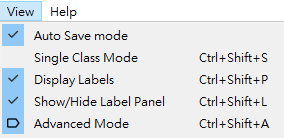 View Help
Auto Save mode
Single Class Mode Ctrl+Shift+S
Display Labels Ctrl+Shift+P
Show/Hide Label Panel Ctrl+Shift+L
Advanced Mode Ctrl+Shift+A